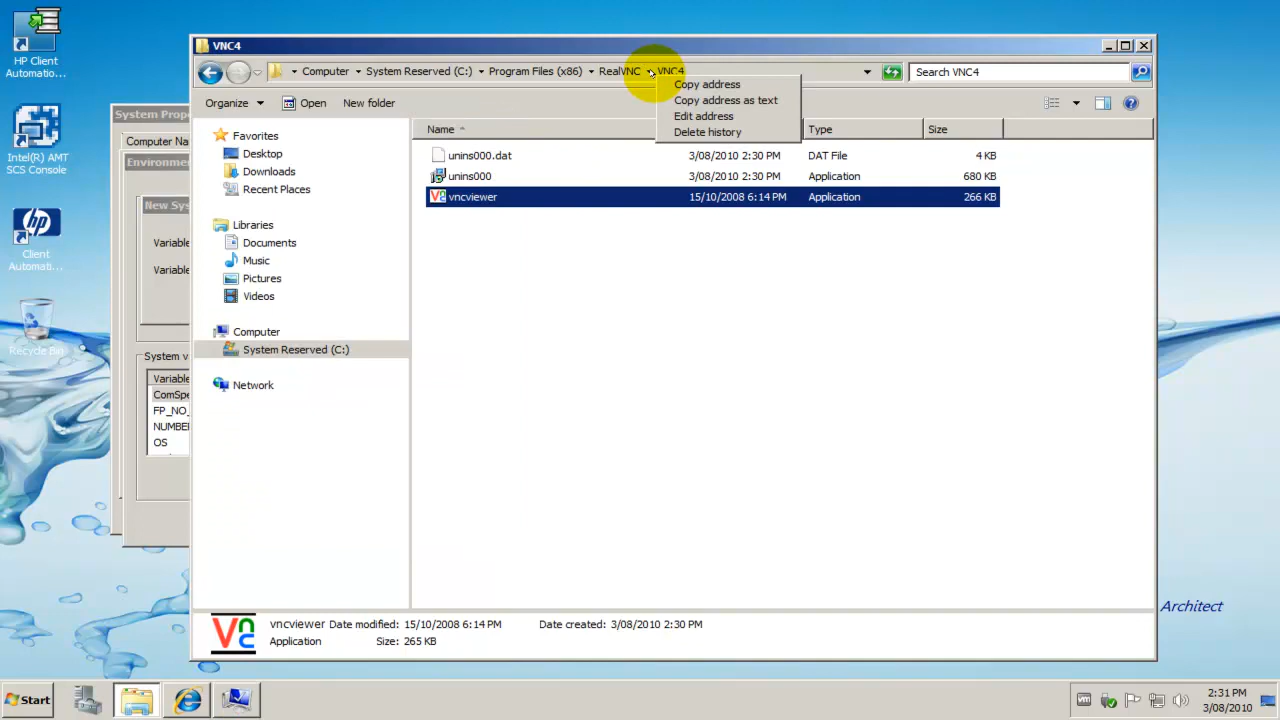 HP Client
Automatio...
Intel(R) AMT
SCS Console
Client
Automati...
Recycle Bin
System Prope
Computer Na
Environmen
New Sys
Variable
Variable
System v
Variable
ComSpe
FP_NO_
NUMBER
OS
VNC4
Computer
System Reserved (C:)
Program Files (x86)
RealVNC
VNC4
Search VNC4
Organize
Open
New folder
Copy address
Copy address as text
Edit address
Delete history
Favorites
Desktop
Downloads
Recent Places
Libraries
Documents
Music
Pictures
Videos
Computer
System Reserved (C:)
Network
Name Type Size
unins000.dat 3/08/2010 2:30 PM DAT File 4 KB
unins000 3/08/2010 2:30 PM Application 680 KB
vncviewer 15/10/2008 6:14 PM Application 266 KB
vncviewer Date modified: 15/10/2008 6:14 PM Date created: 3/08/2010 2:30 PM
Application Size: 265 KB
Architect
Start
2:31 PM
3/08/2010